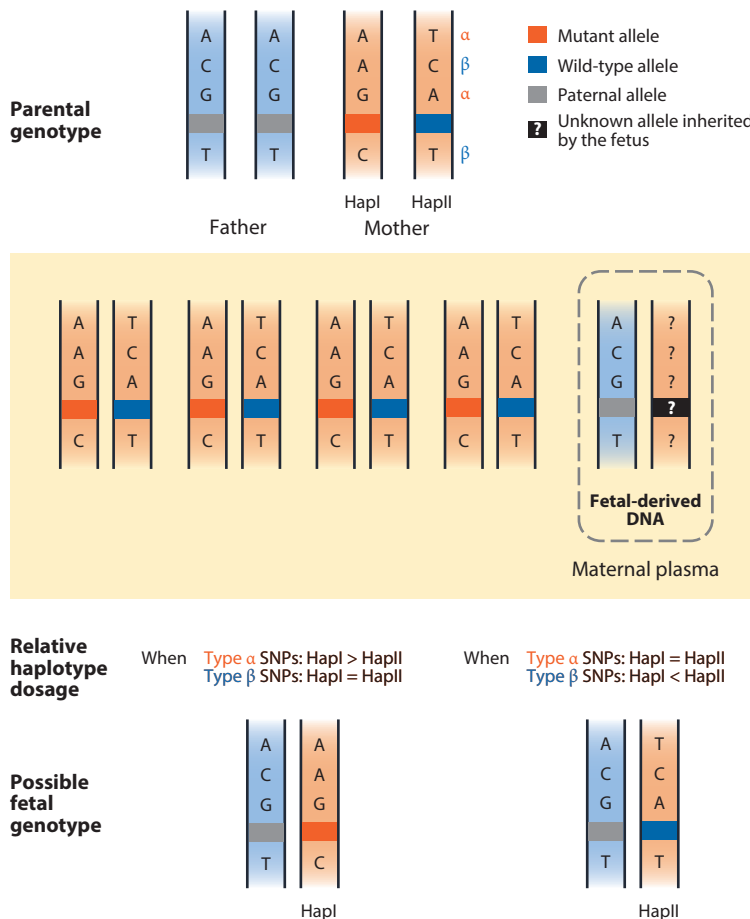 A A A T α
C C A C β
G G G A α
T T C T β
HapI HapII
Father Mother
Parental
genotype
Mutant allele
Wild-type allele
Paternal allele
? Unknown allele inherited
by the fetus
A T A T A T A T A ?
A C A C A C A C C ?
G A G A G A G A G ?
?
C T C T C T C T T ?
Fetal-derived
DNA
Maternal plasma
Relative
haplotype
dosage
When Type α SNPs: HapI > HapII
Type β SNPs: HapI = HapII
When Type α SNPs: HapI = HapII
Type β SNPs: HapI < HapII
Possible
fetal
genotype
A A
C A
G G
T C
HapI
A T
C C
G A
T T
HapII